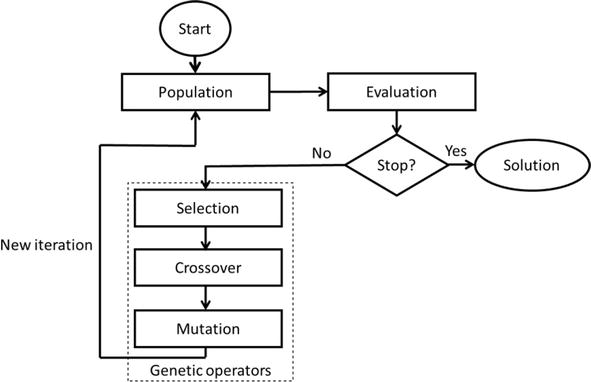 Start
Population
Evaluation
No
Stop?
Yes
Solution
Selection
New iteration
Crossover
Mutation
Genetic operators